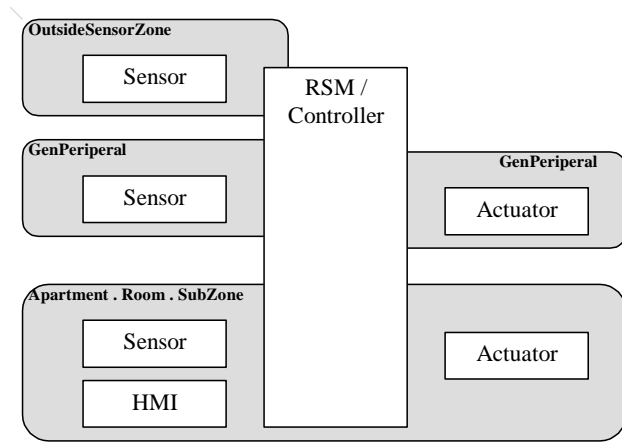 OutsideSensorZone
Sensor
RSM /
Controller
GenPeriperal
Sensor
GenPeriperal
Actuator
Apartment . Room . SubZone
Sensor
Actuator
HMI